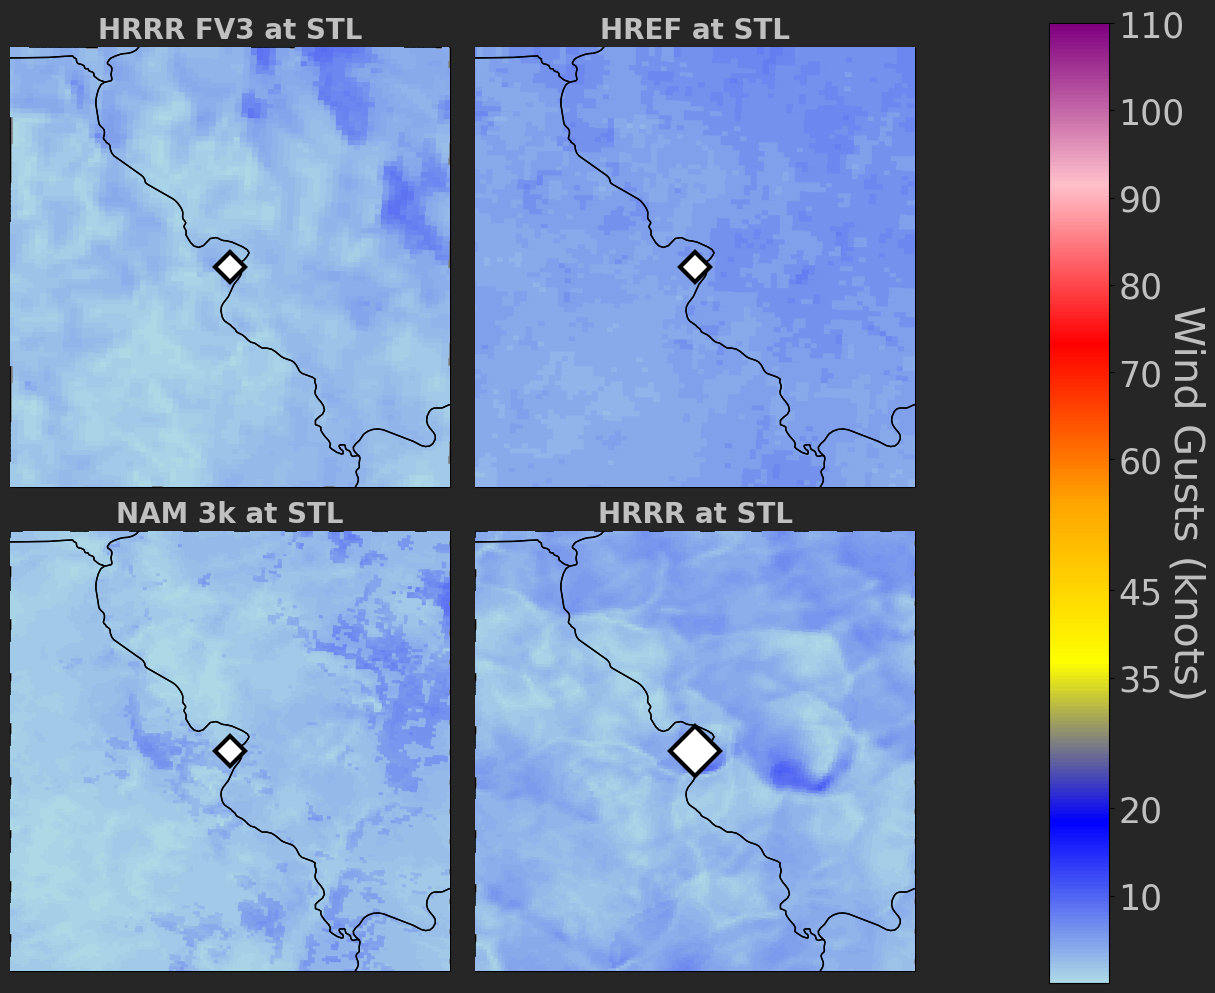 HRRR FV3 at STL
HREF at STL
NAM 3k at STL
HRRR at STL
110
100
90
80
70
60
45
35
20
10
Wind Gusts (knots)